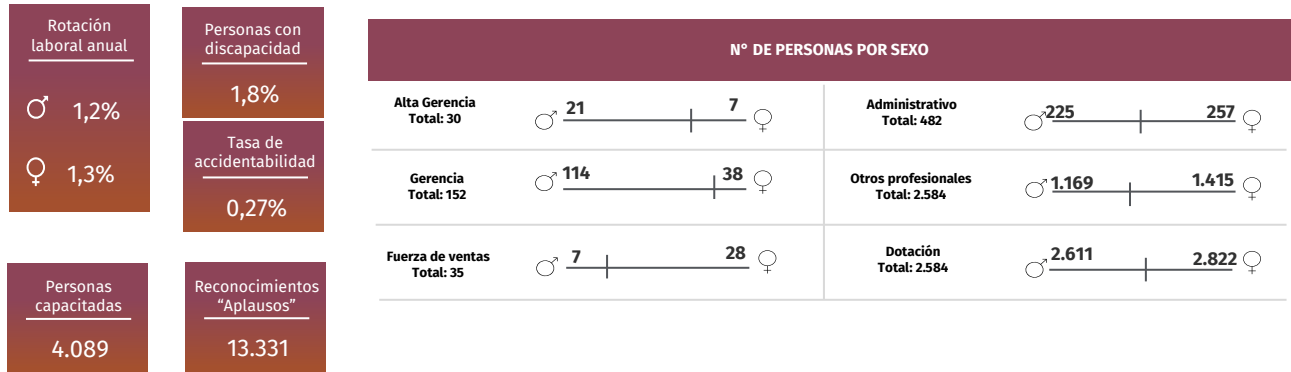 Rotación
laboral anual
♂ 1,2%
♀ 1,3%
Personas con
discapacidad
1,8%
Tasa de
accidentabilidad
0,27%
Personas
capacitadas
4.089
Reconocimientos
“Aplausos”
13.331
N° DE PERSONAS POR SEXO
Alta Gerencia
Total: 30
♂ 21 7 ♀
Administrativo
Total: 482
♂ 225 257 ♀
Gerencia
Total: 152
♂ 114 38 ♀
Otros profesionales
Total: 2.584
♂ 1.169 1.415 ♀
Fuerza de ventas
Total: 35
♂ 7 28 ♀
Dotación
Total: 2.584
♂ 2.611 2.822 ♀